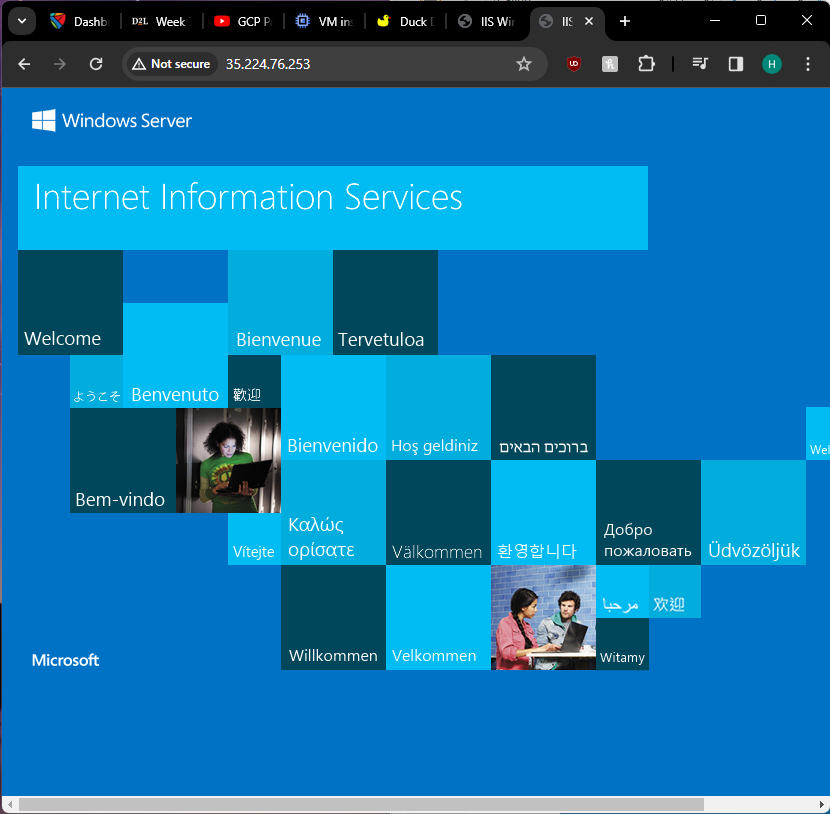 Dashb
D2L Week
GCP P
VM ins
Duck D
IIS Win
IIS
Not secure
35.224.76.253
H
Windows Server
Internet Information Services
Welcome
Bienvenue
Tervetuloa
ようこそ
Benvenuto
歡迎
Bienvenido
Hoş geldiniz
ברוכים הבאים
Wel
Bem-vindo
Vítejte
Καλώς
ορίσατε
Välkommen
환영합니다
Добро
пожаловать
Üdvözöljük
مرحبا
欢迎
Willkommen
Velkommen
Witamy
Microsoft